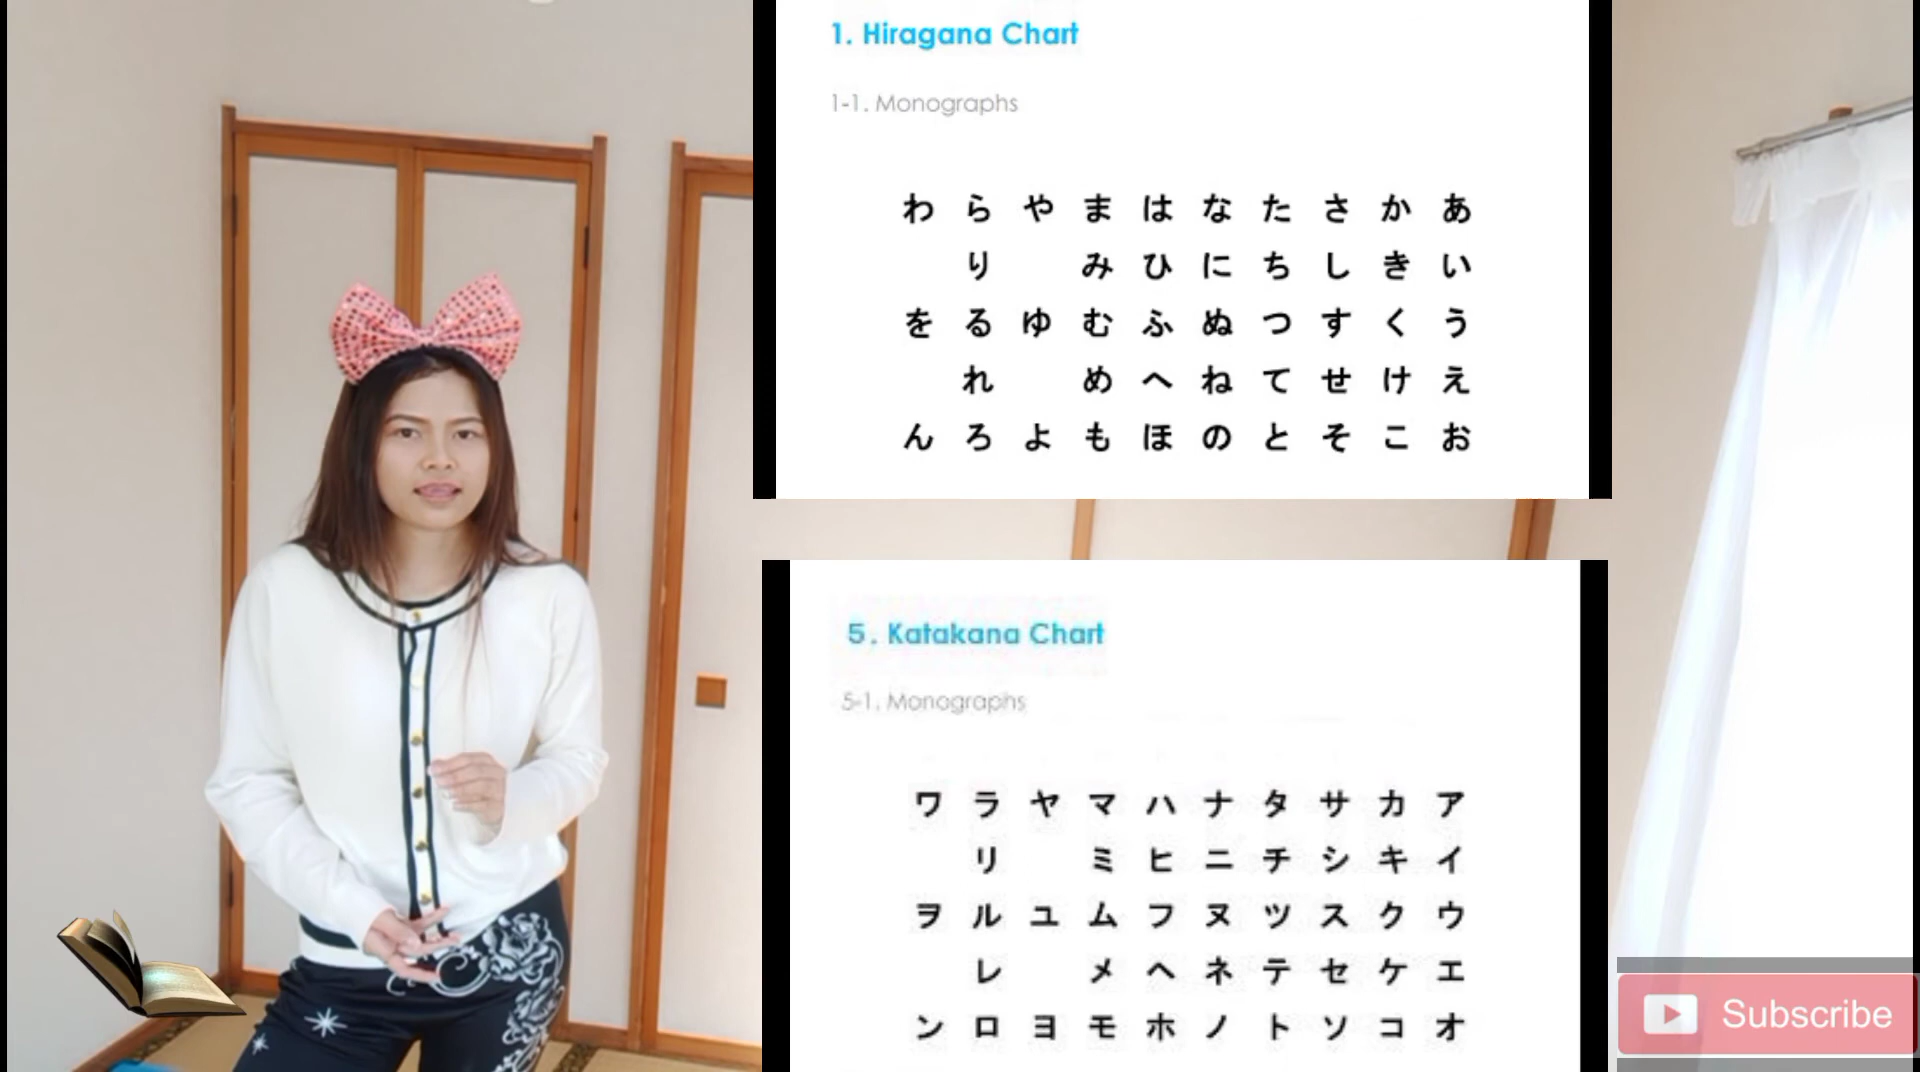 1. Hiragana Chart
1-1. Monographs
わ ら や ま は な た さ か あ
り み ひ に ち し き い
を る ゆ む ふ ぬ つ す く う
れ め へ ね て せ け え
ん ろ よ も ほ の と そ こ お
5. Katakana Chart
5-1. Monographs
ワ ラ ヤ マ ハ ナ タ サ カ ア
リ ミ ヒ ニ チ シ キ イ
ヲ ル ユ ム フ ヌ ツ ス ク ウ
レ メ ヘ ネ テ セ ケ エ
ン ロ ヨ モ ホ ノ ト ソ コ オ
Subscribe